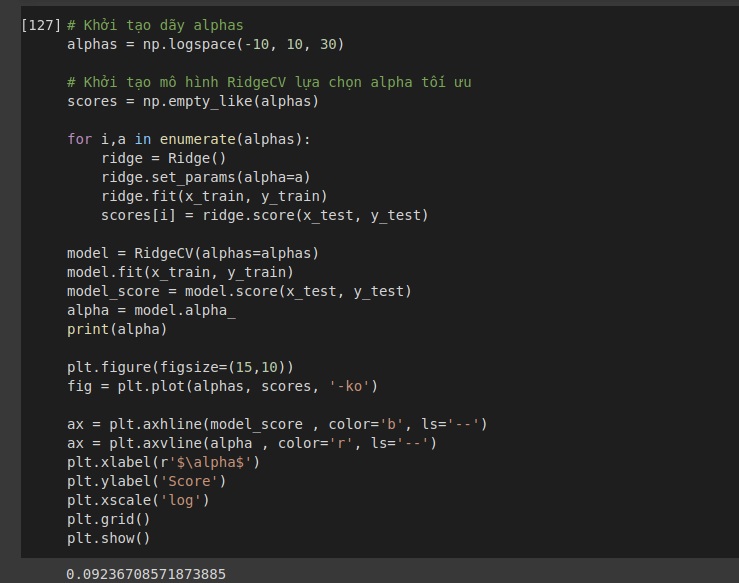 [127] # Khởi tạo dãy alphas
alphas = np.logspace(-10, 10, 30)
# Khởi tạo mô hình RidgeCV lựa chọn alpha tối ưu
scores = np.empty_like(alphas)
for i,a in enumerate(alphas):
    ridge = Ridge()
    ridge.set_params(alpha=a)
    ridge.fit(x_train, y_train)
    scores[i] = ridge.score(x_test, y_test)
model = RidgeCV(alphas=alphas)
model.fit(x_train, y_train)
model_score = model.score(x_test, y_test)
alpha = model.alpha_
print(alpha)
plt.figure(figsize=(15,10))
fig = plt.plot(alphas, scores, '-ko')
ax = plt.axhline(model_score , color='b', ls='--')
ax = plt.axvline(alpha , color='r', ls='--')
plt.xlabel(r'$\alpha$')
plt.ylabel('Score')
plt.xscale('log')
plt.grid()
plt.show()
0.09236708571873885